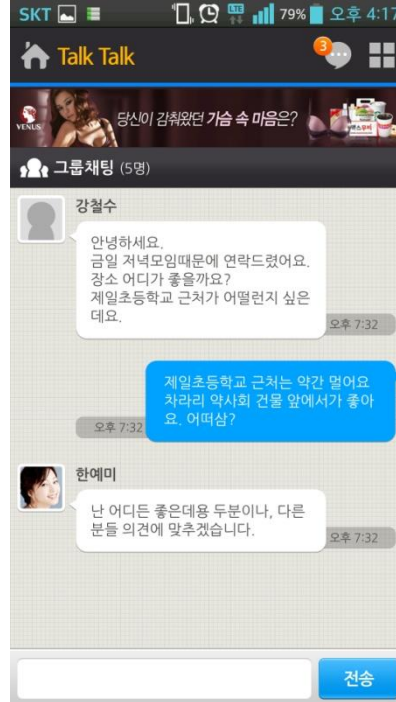 SKT LTE 79% 오후 4:17
Talk Talk 3
VENUS 당신이 감춰왔던 가슴 속 마음은?
그룹채팅 (5명)
강철수
안녕하세요.
금일 저녁모임때문에 연락드렸어요.
장소 어디가 좋을까요?
제일초등학교 근처가 어떨런지 싶은
데요.
오후 7:32
제일초등학교 근처는 약간 멀어요
차라리 약사회 건물 앞에서가 좋아
요. 어떠삼?
오후 7:32
한예미
난 어디든 좋은데용 두분이나, 다른
분들 의견에 맞추겠습니다.
오후 7:32
전송